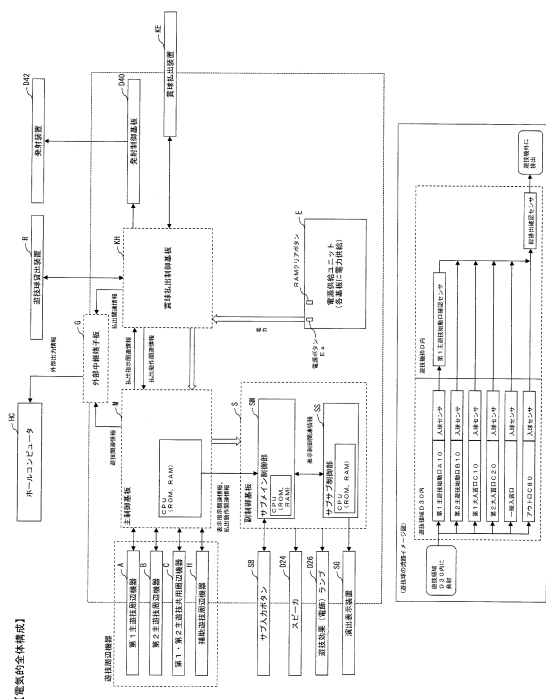 【電気的全体構成】
HC
ホールコンピュータ
外部出力情報
G
外部中継端子板
R
遊技球貸出装置
D42
発射装置
D40
発射制御基板
KE
賞球払出装置
KH
賞球払出制御基板
払出関連情報
遊技関連情報
払出指示関連情報
払出動作関連情報
M
主制御基板
CPU
(ROM、RAM)
遊技周辺機器
A
第1主遊技周辺機器
B
第2主遊技周辺機器
C
第1・第2主遊技共用周辺機器
H
補助遊技周辺機器
表示指示関連情報、
払出動作関連情報
S
副制御基板
SM
サブメイン制御部
CPU
(ROM、
RAM)
表示制御関連情報
SS
サブサブ制御部
CPU
(ROM、RAM)
SB
サブ入力ボタン
D24
スピーカ
D26
遊技効果(電飾)ランプ
SG
演出表示装置
電力
E
RAMクリアボタン
電源ボタン
Ea
電源供給ユニット
(各基板に電力供給)
(遊技球の流路イメージ図)
遊技領域
D30内に
発射
遊技領域D30内
第1主遊技始動口A10
入球センサ
第2主遊技始動口B10
入球センサ
第1大入賞口C10
入球センサ
第2大入賞口C20
入球センサ
一般入賞口
入球センサ
アウト口C80
入球センサ
遊技機枠D内
第1主遊技始動口確認センサ
総排出確認センサ
遊技機外に
排出